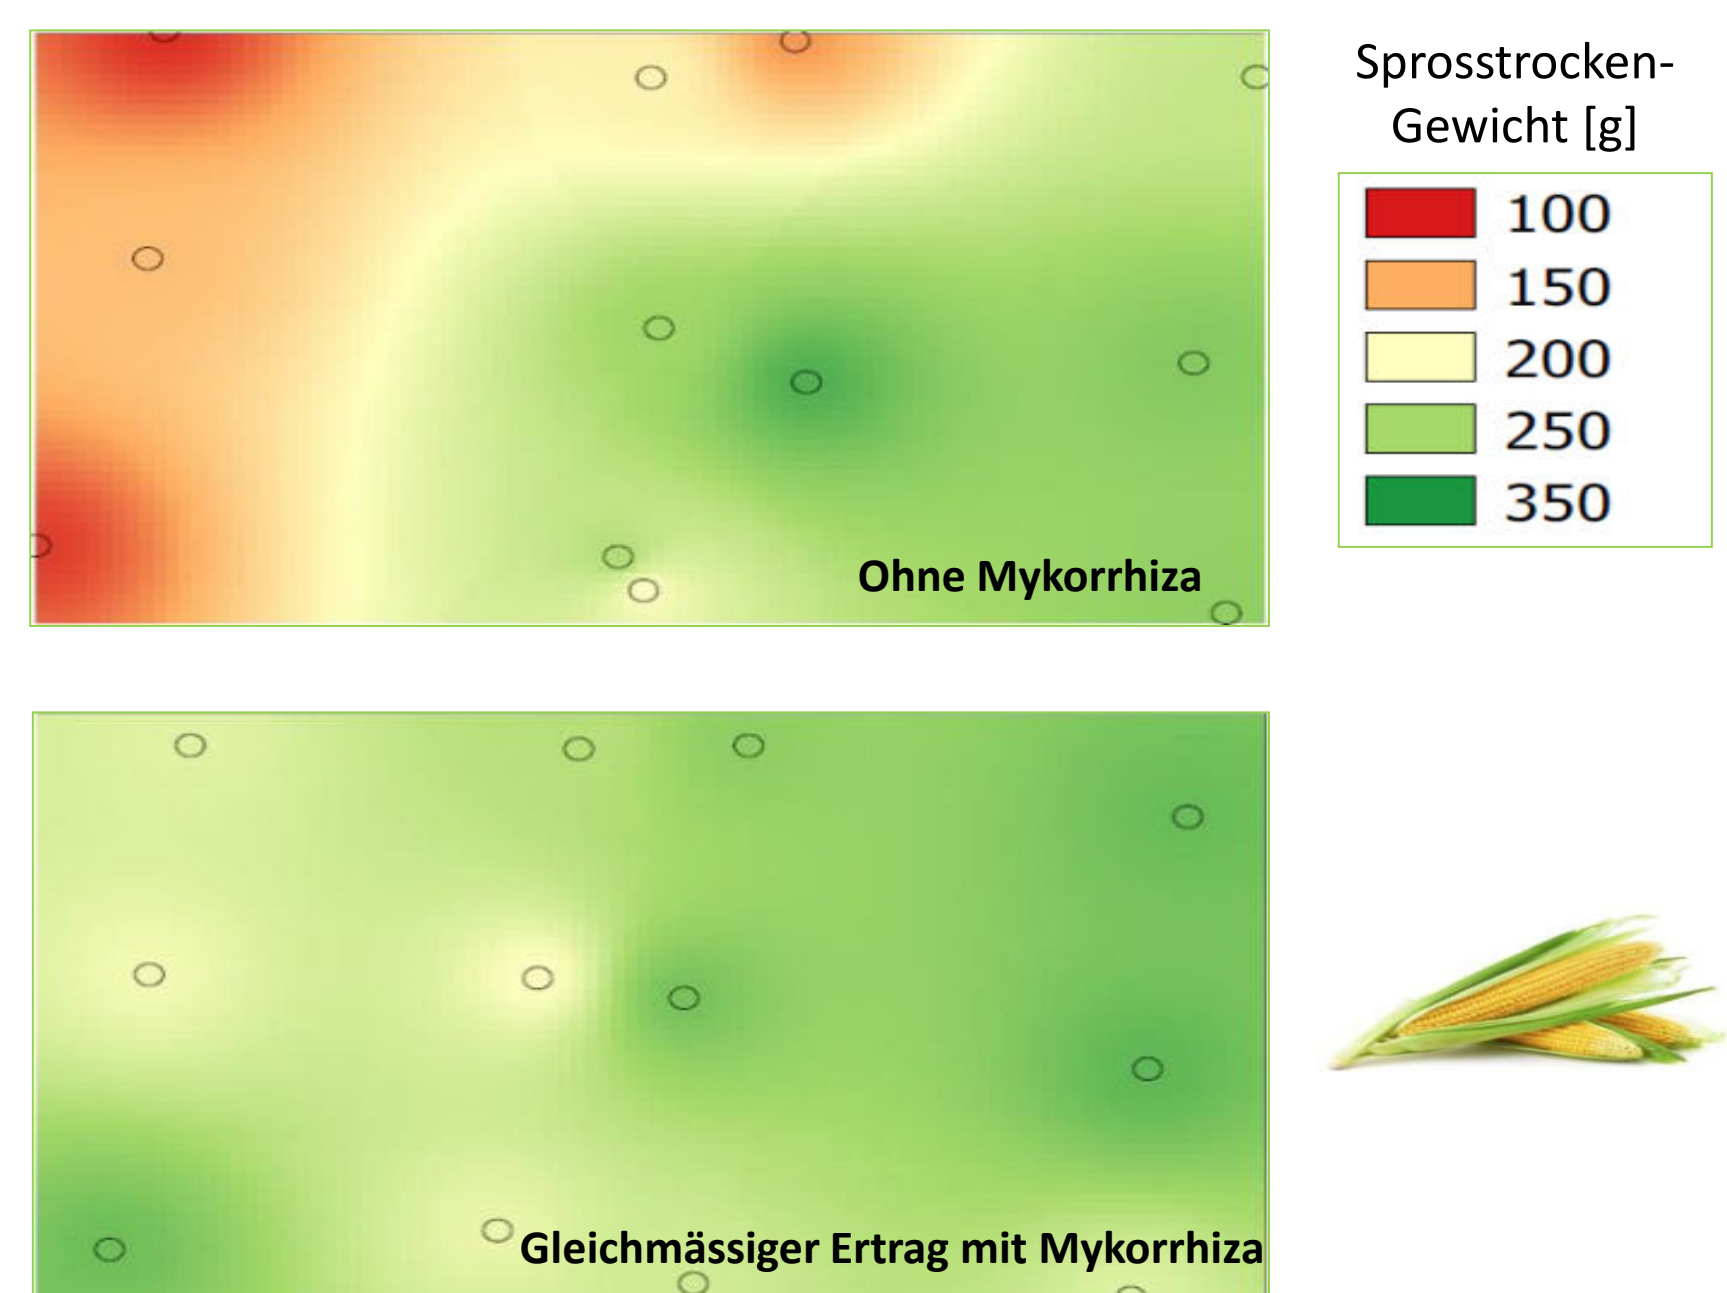 Sprosstrocken-
Gewicht [g]
100
150
200
250
350
Ohne Mykorrhiza
Gleichmässiger Ertrag mit Mykorrhiza